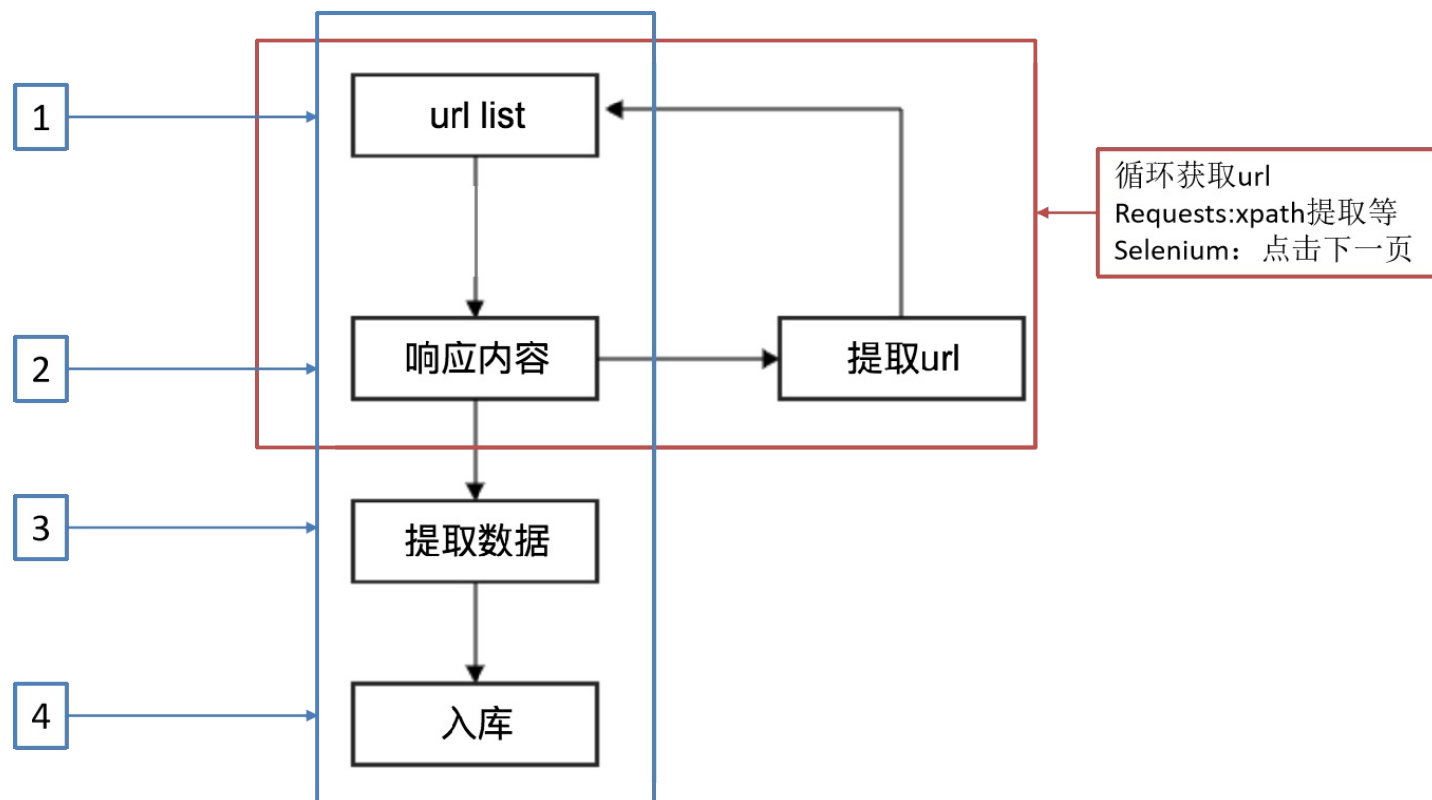 1
url list
循环获取url
Requests:xpath提取等
Selenium：点击下一页
2
响应内容
提取url
3
提取数据
4
入库